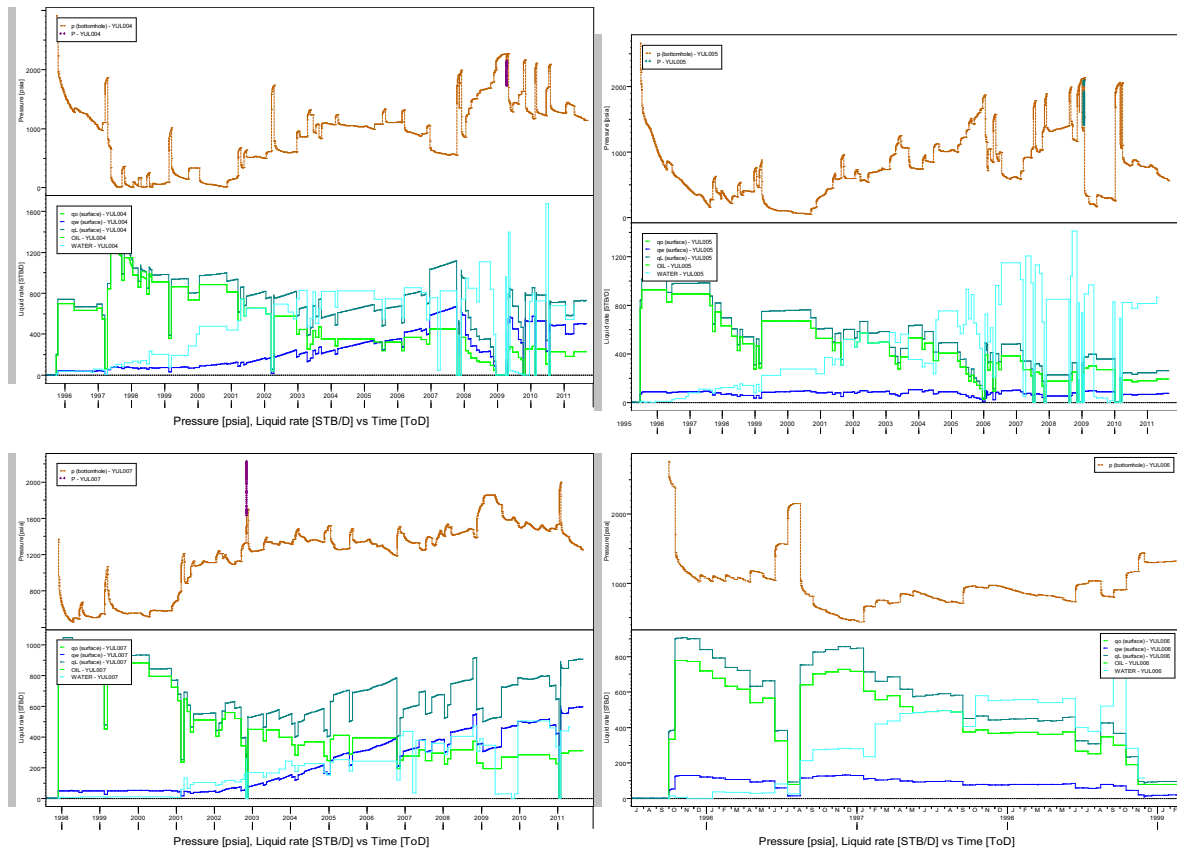 p (bottomhole) - YUL004
P - YUL004
Pressure [psia]
2000
1000
0
qo (surface) - YUL004
qw (surface) - YUL004
qL (surface) - YUL004
OIL - YUL004
WATER - YUL004
Liquid rate [STB/D]
1600
1200
800
400
0
1996 1997 1998 1999 2000 2001 2002 2003 2004 2005 2006 2007 2008 2009 2010 2011
Pressure [psia], Liquid rate [STB/D] vs Time [ToD]
p (bottomhole) - YUL005
P - YUL005
Pressure [psia]
2000
1000
0
qo (surface) - YUL005
qw (surface) - YUL005
qL (surface) - YUL005
OIL - YUL005
WATER - YUL005
Liquid rate [STB/D]
1200
800
400
0
1995 1996 1997 1998 1999 2000 2001 2002 2003 2004 2005 2006 2007 2008 2009 2010 2011
p (bottomhole) - YUL007
P - YUL007
Pressure [psia]
2000
1600
1200
800
qo (surface) - YUL007
qw (surface) - YUL007
qL (surface) - YUL007
OIL - YUL007
WATER - YUL007
Liquid rate [STB/D]
1000
800
600
400
200
0
1998 1999 2000 2001 2002 2003 2004 2005 2006 2007 2008 2009 2010 2011
Pressure [psia], Liquid rate [STB/D] vs Time [ToD]
p (bottomhole) - YUL006
Pressure [psia]
2000
1000
qo (surface) - YUL006
qw (surface) - YUL006
qL (surface) - YUL006
OIL - YUL006
WATER - YUL006
Liquid rate [STB/D]
800
600
400
200
0
J A S O N D J F M A M J J A S O N D J F M A M J J A S O N D J F M A M J J A S O N D J F
1996 1997 1998 1999
Pressure [psia], Liquid rate [STB/D] vs Time [ToD]